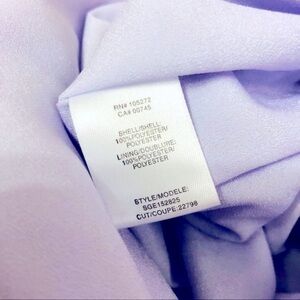 RN# 105272
CA# 00745
SHELL/SHELL:
100%POLYESTER/
POLYESTER
LINING/DOUBLURE:
100%POLYESTER/
POLYESTER
STYLE/MODELE:
SGE152825
CUT/COUPE:22798